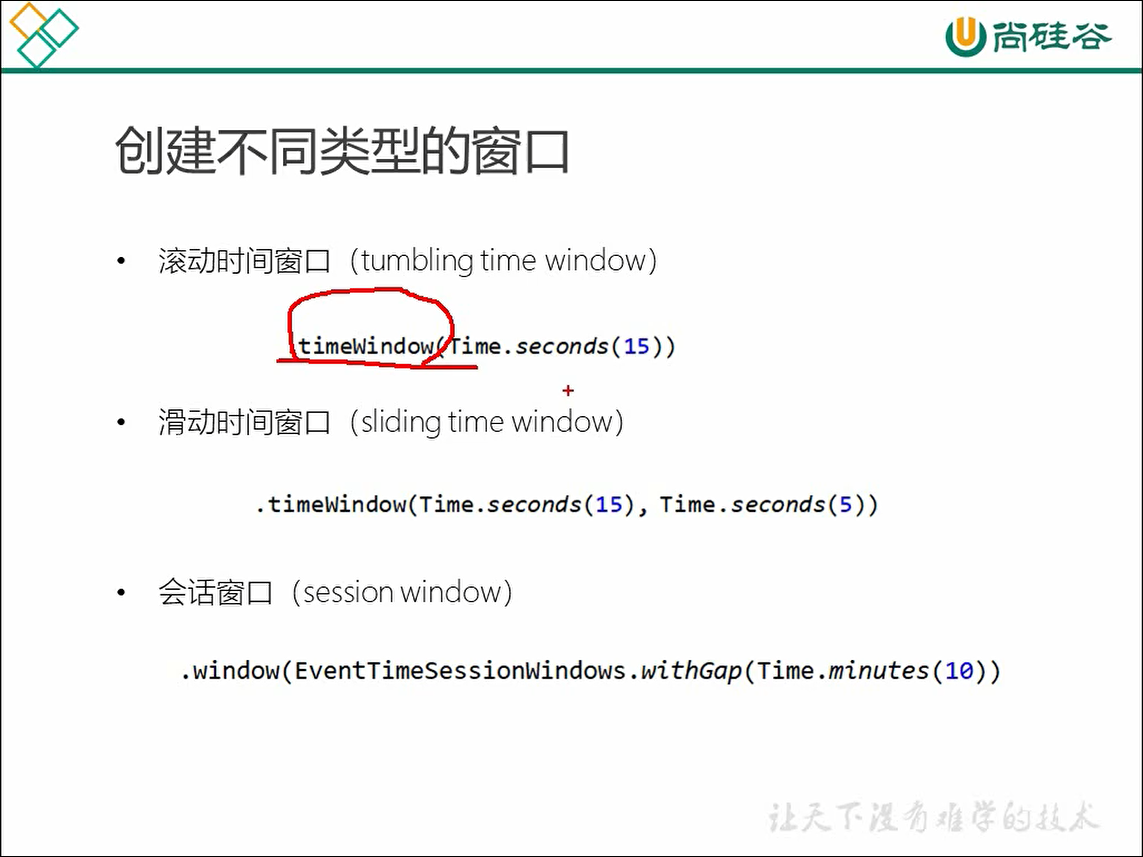 尚硅谷
创建不同类型的窗口
• 滚动时间窗口（tumbling time window）
.timeWindow(Time.seconds(15))
• 滑动时间窗口（sliding time window）
.timeWindow(Time.seconds(15), Time.seconds(5))
• 会话窗口（session window）
.window(EventTimeSessionWindows.withGap(Time.minutes(10))
让天下没有难学的技术